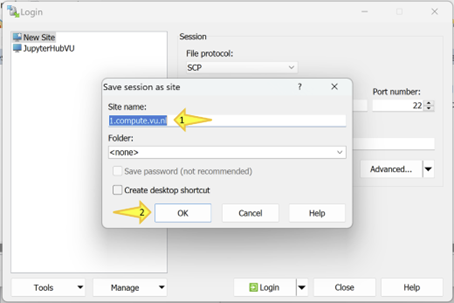 Login
New Site
JupyterHubVU
Session
File protocol:
SCP
Port number:
22
Advanced...
Save session as site
Site name:
1.compute.vu.nl
1
Folder:
<none>
Save password (not recommended)
Create desktop shortcut
2
OK
Cancel
Help
Tools
Manage
Login
Close
Help